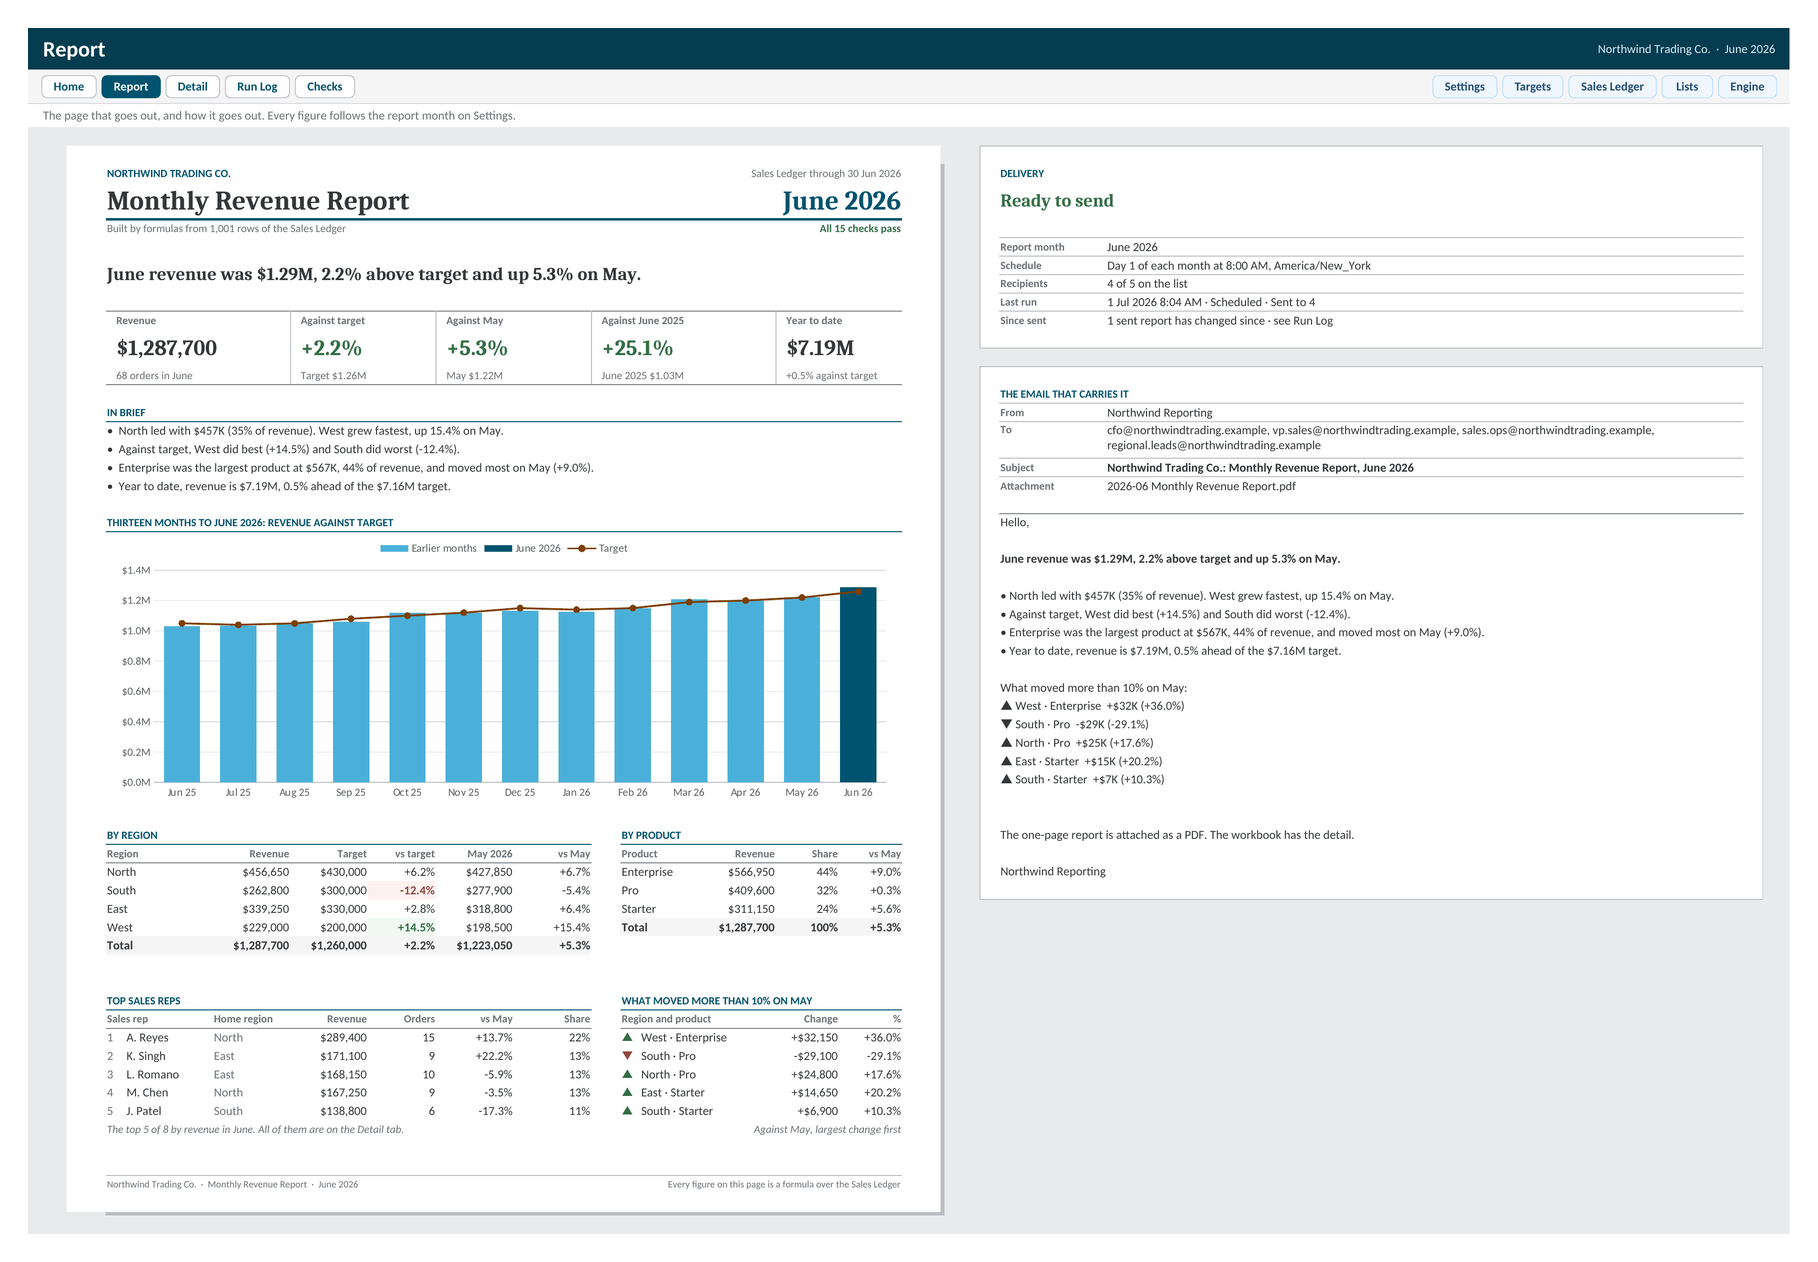 Report
Northwind Trading Co. · June 2026
Home Report Detail Run Log Checks
Settings Targets Sales Ledger Lists Engine
The page that goes out, and how it goes out. Every figure follows the report month on Settings.
NORTHWIND TRADING CO.
Sales Ledger through 30 Jun 2026
Monthly Revenue Report
June 2026
Built by formulas from 1,001 rows of the Sales Ledger
All 15 checks pass
June revenue was $1.29M, 2.2% above target and up 5.3% on May.
Revenue Against target Against May Against June 2025 Year to date
$1,287,700 +2.2% +5.3% +25.1% $7.19M
68 orders in June Target $1.26M May $1.22M June 2025 $1.03M +0.5% against target
IN BRIEF
• North led with $457K (35% of revenue). West grew fastest, up 15.4% on May.
• Against target, West did best (+14.5%) and South did worst (-12.4%).
• Enterprise was the largest product at $567K, 44% of revenue, and moved most on May (+9.0%).
• Year to date, revenue is $7.19M, 0.5% ahead of the $7.16M target.
THIRTEEN MONTHS TO JUNE 2026: REVENUE AGAINST TARGET
Earlier months June 2026 Target
$1.4M
$1.2M
$1.0M
$0.8M
$0.6M
$0.4M
$0.2M
$0.0M
Jun 25 Jul 25 Aug 25 Sep 25 Oct 25 Nov 25 Dec 25 Jan 26 Feb 26 Mar 26 Apr 26 May 26 Jun 26
BY REGION
Region Revenue Target vs target May 2026 vs May
North $456,650 $430,000 +6.2% $427,850 +6.7%
South $262,800 $300,000 -12.4% $277,900 -5.4%
East $339,250 $330,000 +2.8% $318,800 +6.4%
West $229,000 $200,000 +14.5% $198,500 +15.4%
Total $1,287,700 $1,260,000 +2.2% $1,223,050 +5.3%
BY PRODUCT
Product Revenue Share vs May
Enterprise $566,950 44% +9.0%
Pro $409,600 32% +0.3%
Starter $311,150 24% +5.6%
Total $1,287,700 100% +5.3%
TOP SALES REPS
Sales rep Home region Revenue Orders vs May Share
1 A. Reyes North $289,400 15 +13.7% 22%
2 K. Singh East $171,100 9 +22.2% 13%
3 L. Romano East $168,150 10 -5.9% 13%
4 M. Chen North $167,250 9 -3.5% 13%
5 J. Patel South $138,800 6 -17.3% 11%
The top 5 of 8 by revenue in June. All of them are on the Detail tab.
WHAT MOVED MORE THAN 10% ON MAY
Region and product Change %
▲ West · Enterprise +$32,150 +36.0%
▼ South · Pro -$29,100 -29.1%
▲ North · Pro +$24,800 +17.6%
▲ East · Starter +$14,650 +20.2%
▲ South · Starter +$6,900 +10.3%
Against May, largest change first
Northwind Trading Co. · Monthly Revenue Report · June 2026
Every figure on this page is a formula over the Sales Ledger
DELIVERY
Ready to send
Report month June 2026
Schedule Day 1 of each month at 8:00 AM, America/New_York
Recipients 4 of 5 on the list
Last run 1 Jul 2026 8:04 AM · Scheduled · Sent to 4
Since sent 1 sent report has changed since · see Run Log
THE EMAIL THAT CARRIES IT
From Northwind Reporting
To cfo@northwindtrading.example, vp.sales@northwindtrading.example, sales.ops@northwindtrading.example,
regional.leads@northwindtrading.example
Subject Northwind Trading Co.: Monthly Revenue Report, June 2026
Attachment 2026-06 Monthly Revenue Report.pdf
Hello,
June revenue was $1.29M, 2.2% above target and up 5.3% on May.
• North led with $457K (35% of revenue). West grew fastest, up 15.4% on May.
• Against target, West did best (+14.5%) and South did worst (-12.4%).
• Enterprise was the largest product at $567K, 44% of revenue, and moved most on May (+9.0%).
• Year to date, revenue is $7.19M, 0.5% ahead of the $7.16M target.
What moved more than 10% on May:
▲ West · Enterprise +$32K (+36.0%)
▼ South · Pro -$29K (-29.1%)
▲ North · Pro +$25K (+17.6%)
▲ East · Starter +$15K (+20.2%)
▲ South · Starter +$7K (+10.3%)
The one-page report is attached as a PDF. The workbook has the detail.
Northwind Reporting